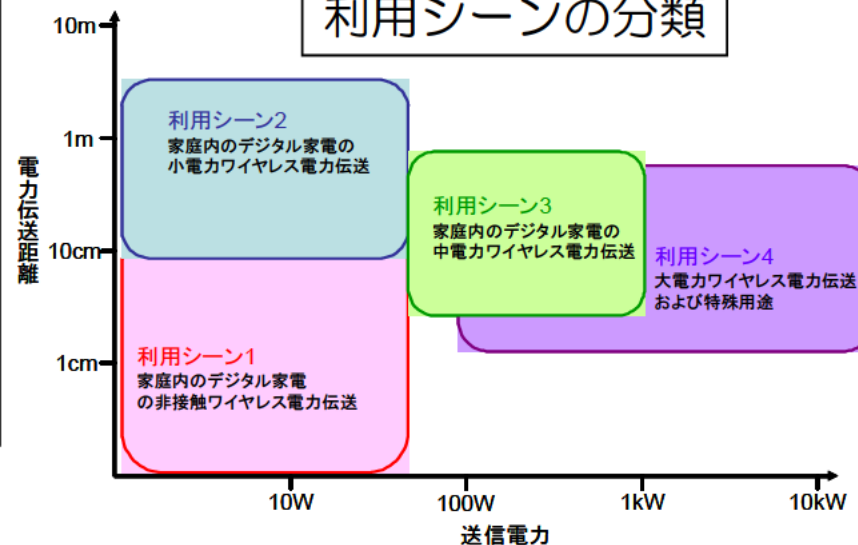 利用シーンの分類
10m
1m
10cm
1cm
電力伝送距離
利用シーン2
家庭内のデジタル家電の
小電力ワイヤレス電力伝送
利用シーン3
家庭内のデジタル家電の
中電力ワイヤレス電力伝送
利用シーン4
大電力ワイヤレス電力伝送
および特殊用途
利用シーン1
家庭内のデジタル家電
の非接触ワイヤレス電力伝送
10W
100W
1kW
10kW
送信電力